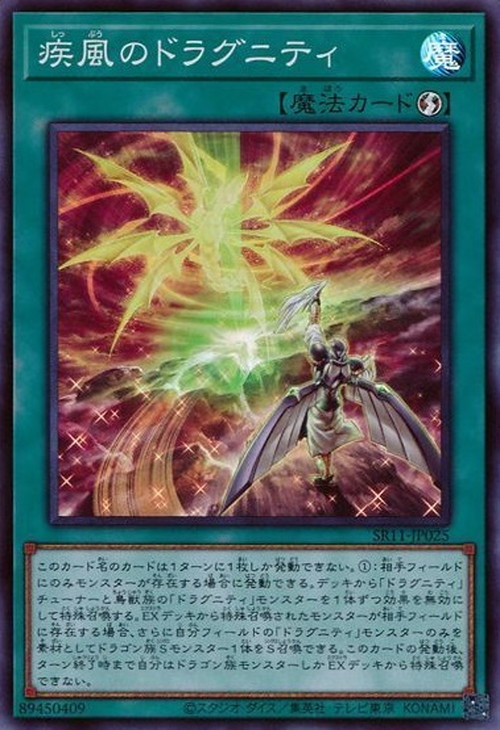 疾風のドラグニティ
魔
【魔法カード】
SR11-JP025
このカード名のカードは1ターンに1枚しか発動できない。①：相手フィールド
にのみモンスターが存在する場合に発動できる。デッキから「ドラグニティ」
チューナーと鳥獣族の「ドラグニティ」モンスターを1体ずつ効果を無効に
して特殊召喚する。EXデッキから特殊召喚されたモンスターが相手フィールド
に存在する場合、さらに自分フィールドの「ドラグニティ」モンスターのみを
素材としてドラゴン族Sモンスター1体をS召喚できる。このカードの発動後、
ターン終了時まで自分はドラゴン族モンスターしかEXデッキから特殊召喚
できない。
89450409 ©スタジオ・ダイス／集英社・テレビ東京・KONAMI